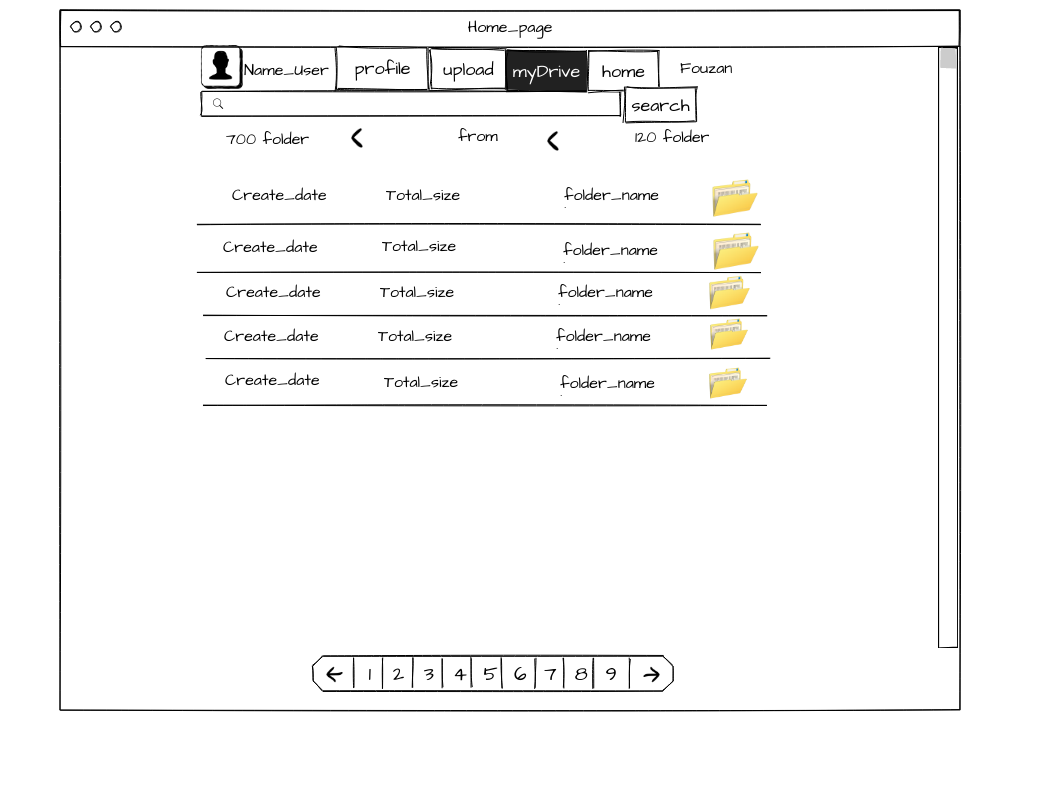 Home_page
Name_User profile upload myDrive home Fouzan
search
700 folder from 120 folder
Create_date Total_size folder_name
Create_date Total_size folder_name
Create_date Total_size folder_name
Create_date Total_size folder_name
Create_date Total_size folder_name
1 2 3 4 5 6 7 8 9